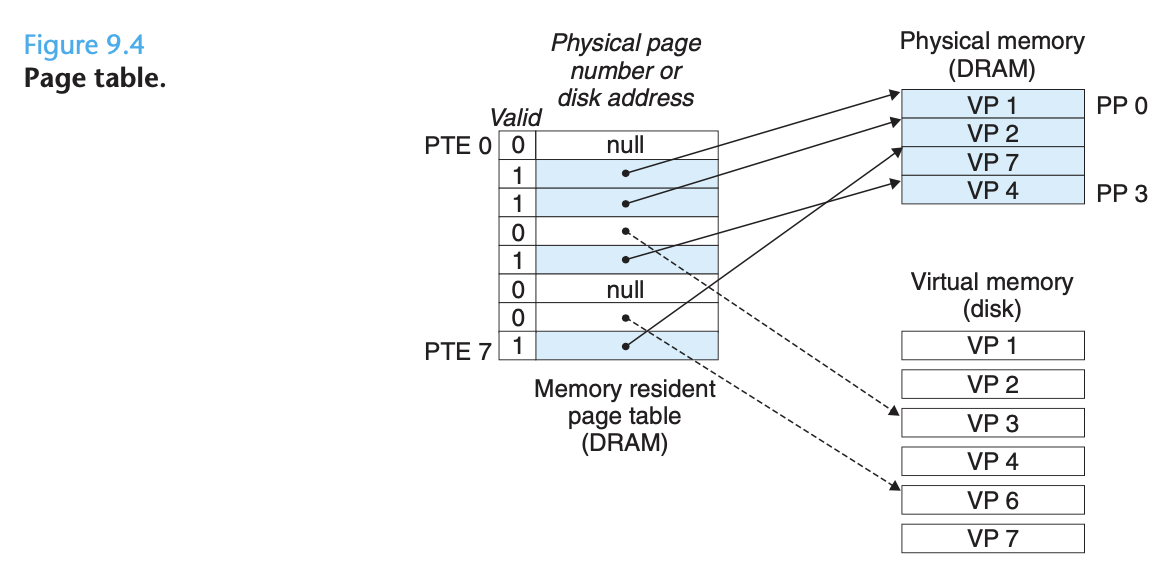 Figure 9.4
Page table.
Physical page
number or
disk address
Valid
PTE 0
0
null
1
1
0
1
0
null
0
PTE 7
1
Memory resident
page table
(DRAM)
Physical memory
(DRAM)
VP 1
PP 0
VP 2
VP 7
VP 4
PP 3
Virtual memory
(disk)
VP 1
VP 2
VP 3
VP 4
VP 6
VP 7